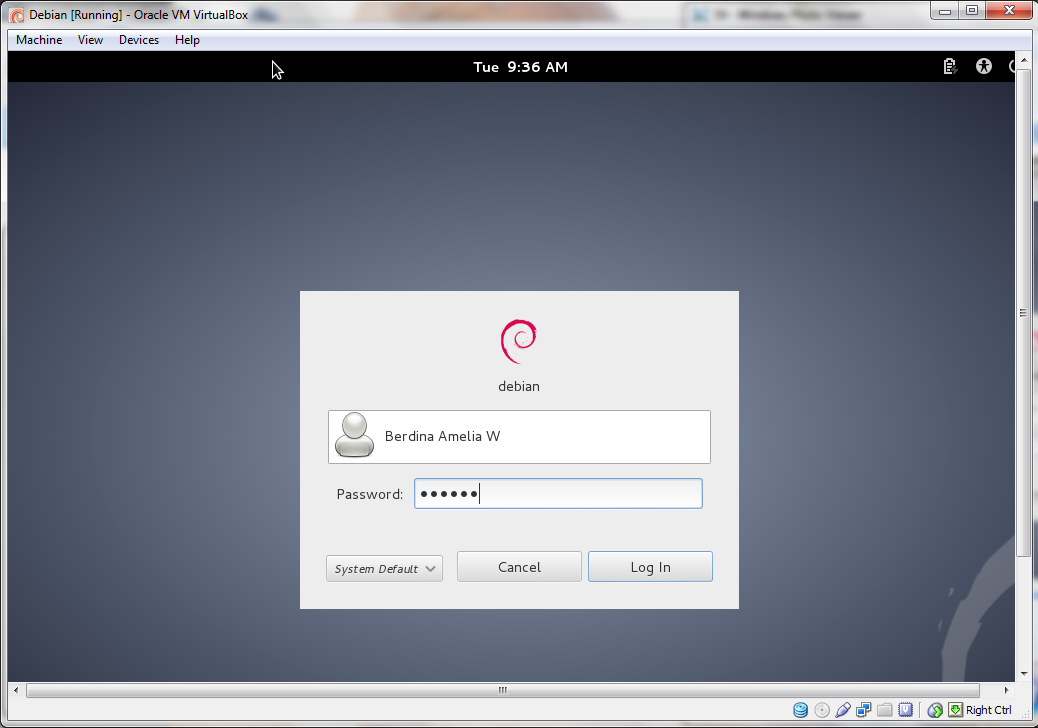 Debian [Running] - Oracle VM VirtualBox
Machine View Devices Help
Tue 9:36 AM
debian
Berdina Amelia W
Password: ••••••
System Default
Cancel
Log In
Right Ctrl